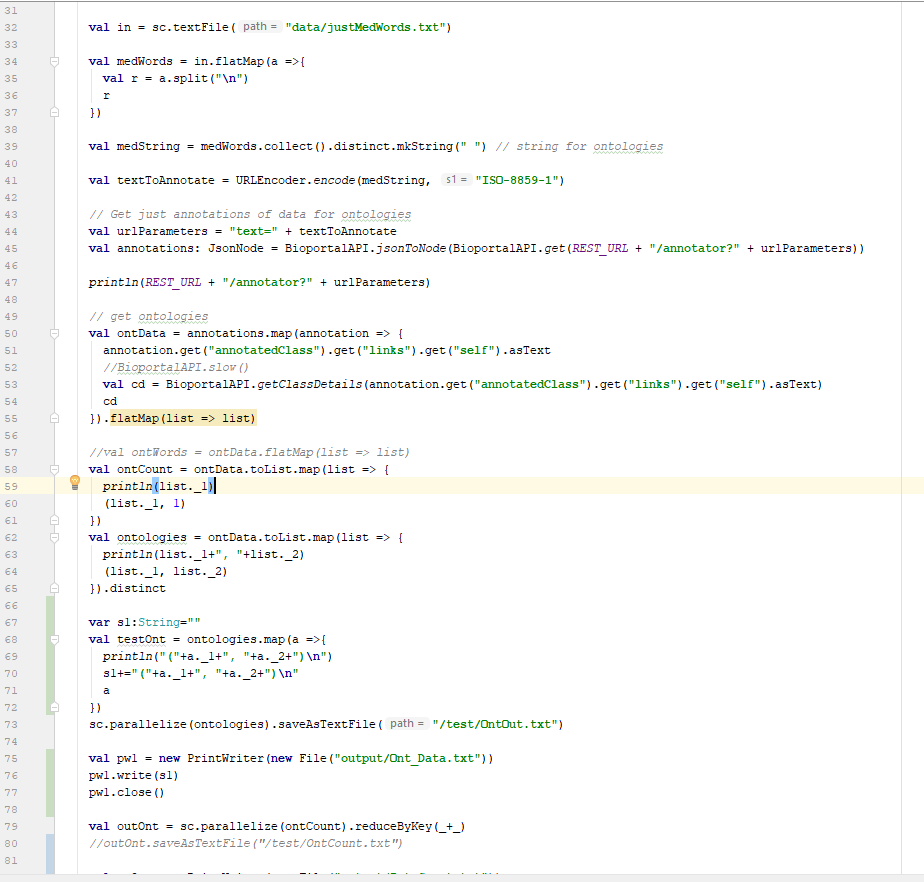 31
32 val in = sc.textFile( path = "data/justMedWords.txt")
33
34 val medWords = in.flatMap(a =>{
35 val r = a.split("\n")
36 r
37 })
38
39 val medString = medWords.collect().distinct.mkString(" ") // string for ontologies
40
41 val textToAnnotate = URLEncoder.encode(medString, s1 = "ISO-8859-1")
42
43 // Get just annotations of data for ontologies
44 val urlParameters = "text=" + textToAnnotate
45 val annotations: JsonNode = BioportalAPI.jsonToNode(BioportalAPI.get(REST_URL + "/annotator?" + urlParameters))
46
47 println(REST_URL + "/annotator?" + urlParameters)
48
49 // get ontologies
50 val ontData = annotations.map(annotation => {
51 annotation.get("annotatedClass").get("links").get("self").asText
52 //BioportalAPI.slow()
53 val cd = BioportalAPI.getClassDetails(annotation.get("annotatedClass").get("links").get("self").asText)
54 cd
55 }).flatMap(list => list)
56
57 //val ontWords = ontData.flatMap(list => list)
58 val ontCount = ontData.toList.map(list => {
59 println(list._1)
60 (list._1, 1)
61 })
62 val ontologies = ontData.toList.map(list => {
63 println(list._1+", "+list._2)
64 (list._1, list._2)
65 }).distinct
66
67 var s1:String=""
68 val testOnt = ontologies.map(a =>{
69 println("("+a._1+", "+a._2+")\n")
70 s1+="("+a._1+", "+a._2+")\n"
71 a
72 })
73 sc.parallelize(ontologies).saveAsTextFile( path = "/test/OntOut.txt")
74
75 val pw1 = new PrintWriter(new File("output/Ont_Data.txt"))
76 pw1.write(s1)
77 pw1.close()
78
79 val outOnt = sc.parallelize(ontCount).reduceByKey(_+_)
80 //outOnt.saveAsTextFile("/test/OntCount.txt")
81